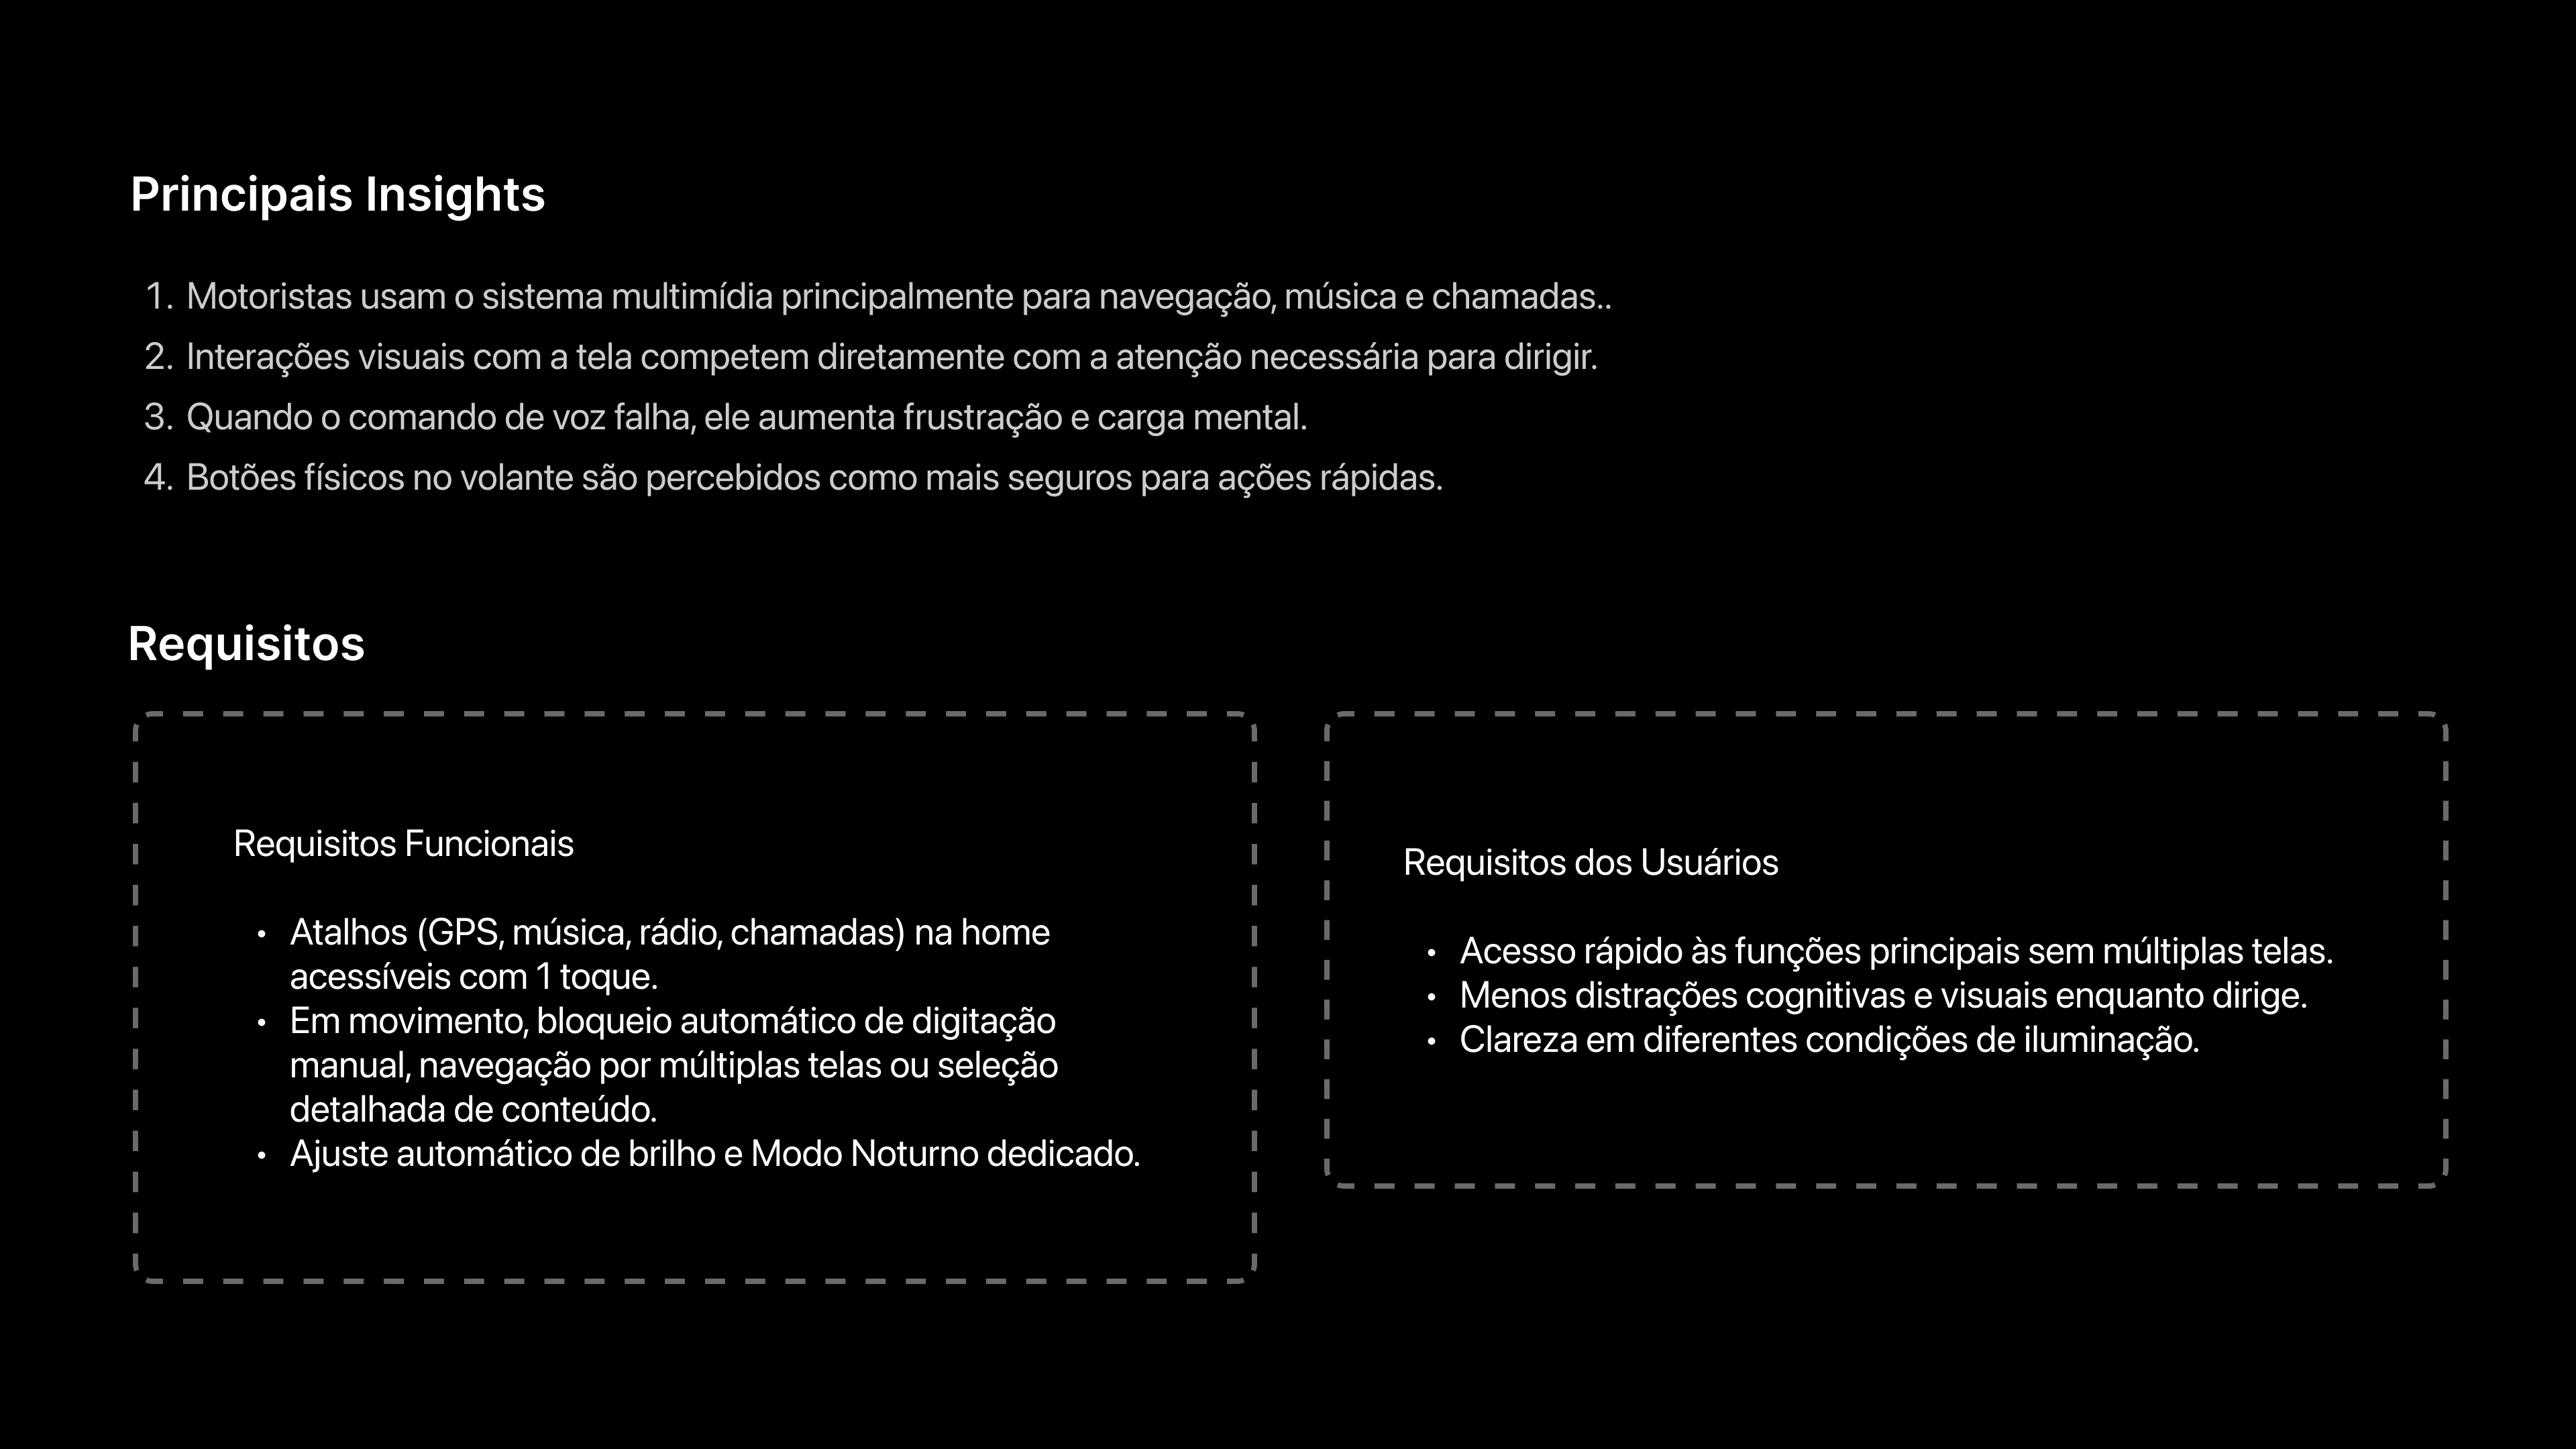 Principais Insights
1. Motoristas usam o sistema multimídia principalmente para navegação, música e chamadas..
2. Interações visuais com a tela competem diretamente com a atenção necessária para dirigir.
3. Quando o comando de voz falha, ele aumenta frustração e carga mental.
4. Botões físicos no volante são percebidos como mais seguros para ações rápidas.
Requisitos
Requisitos Funcionais
• Atalhos (GPS, música, rádio, chamadas) na home
acessíveis com 1 toque.
• Em movimento, bloqueio automático de digitação
manual, navegação por múltiplas telas ou seleção
detalhada de conteúdo.
• Ajuste automático de brilho e Modo Noturno dedicado.
Requisitos dos Usuários
• Acesso rápido às funções principais sem múltiplas telas.
• Menos distrações cognitivas e visuais enquanto dirige.
• Clareza em diferentes condições de iluminação.